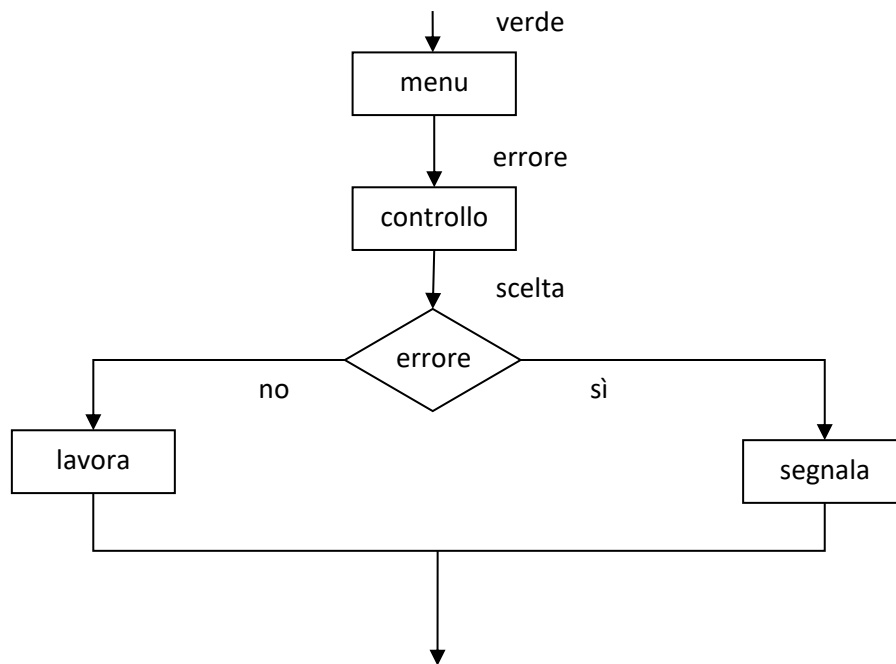 verde
menu
errore
controllo
scelta
errore
no
sì
lavora
segnala